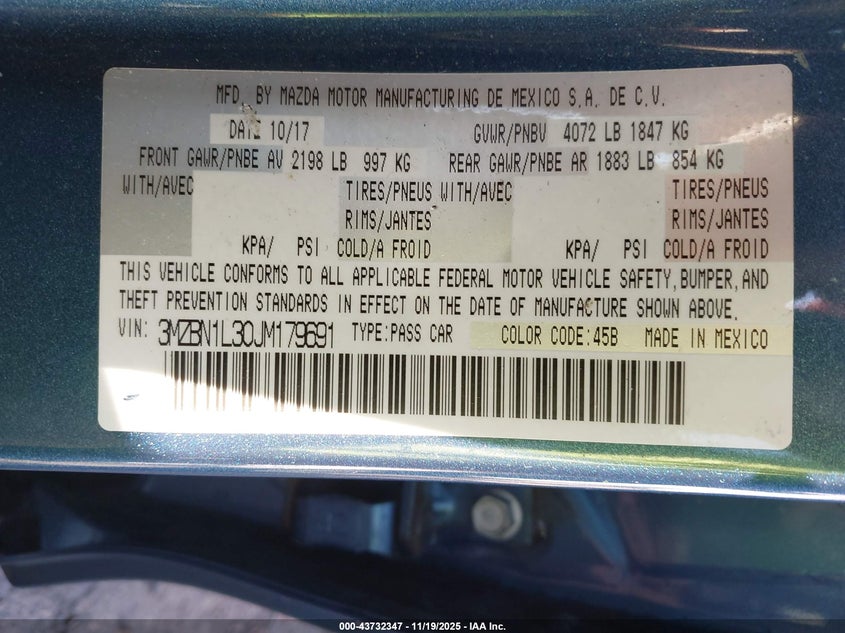 MFD. BY MAZDA MOTOR MANUFACTURING DE MEXICO S.A. DE C.V.
DATE 10/17 GVWR/PNBV 4072 LB 1847 KG
FRONT GAWR/PNBE AV 2198 LB 997 KG REAR GAWR/PNBE AR 1883 LB 854 KG
WITH/AVEC TIRES/PNEUS WITH/AVEC TIRES/PNEUS
RIMS/JANTES RIMS/JANTES
KPA/ PSI COLD/A FROID KPA/ PSI COLD/A FROID
THIS VEHICLE CONFORMS TO ALL APPLICABLE FEDERAL MOTOR VEHICLE SAFETY, BUMPER, AND
THEFT PREVENTION STANDARDS IN EFFECT ON THE DATE OF MANUFACTURE SHOWN ABOVE.
VIN: 3MZBN1L30JM179691 TYPE:PASS CAR COLOR CODE:45B MADE IN MEXICO
000-43732347 - 11/19/2025 - IAA Inc.